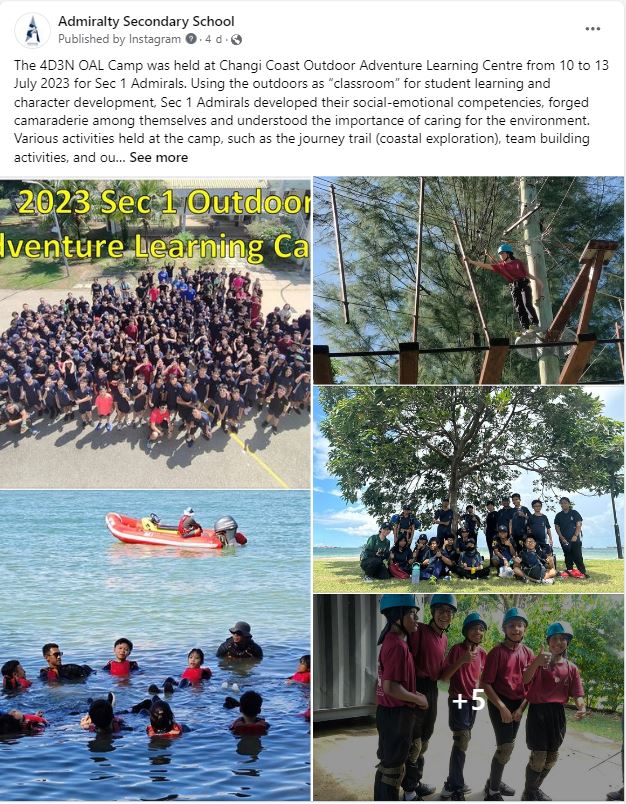 Admiralty Secondary School
Published by Instagram · 4 d ·
The 4D3N OAL Camp was held at Changi Coast Outdoor Adventure Learning Centre from 10 to 13
July 2023 for Sec 1 Admirals. Using the outdoors as “classroom” for student learning and
character development, Sec 1 Admirals developed their social-emotional competencies, forged
camaraderie among themselves and understood the importance of caring for the environment.
Various activities held at the camp, such as the journey trail (coastal exploration), team building
activities, and ou... See more
2023 Sec 1 Outdoor
dventure Learning Ca
+5